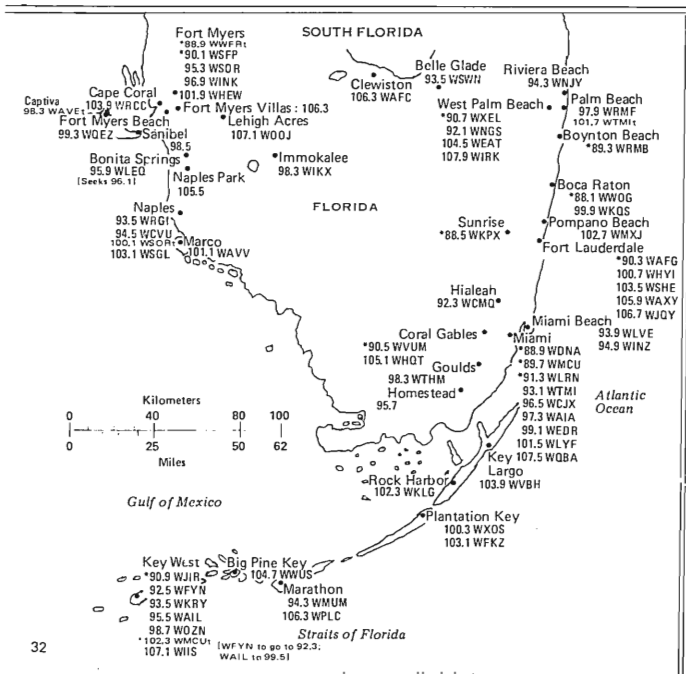 SOUTH FLORIDA
Fort Myers
*88.9 WWFRt
*90.1 WSFP
95.3 WSOR
96.9 WINK
101.9 WHEW
Cape Coral
103.9 WRCC
Captiva
98.3 WAVEt
Fort Myers Villas : 106.3
Fort Myers Beach
99.3 WQEZ
Sanibel
98.5
Lehigh Acres
107.1 WOOJ
Bonita Springs
95.9 WLEQ
[Seeks 96.1]
Naples Park
105.5
Immokalee
98.3 WIKX
Naples
93.5 WRGI
94.5 WCVU
100.1 WSORt
103.1 WSGL
Marco
101.1 WAVV
Clewiston
106.3 WAFC
Belle Glade
93.5 WSWN
Riviera Beach
94.3 WNJY
West Palm Beach
*90.7 WXEL
92.1 WNGS
104.5 WEAT
107.9 WIRK
Palm Beach
97.9 WRMF
101.7 WTMIt
Boynton Beach
*89.3 WRMB
Boca Raton
*88.1 WWOG
99.9 WKQS
FLORIDA
Sunrise
*88.5 WKPX
Pompano Beach
102.7 WMXJ
Fort Lauderdale
*90.3 WAFG
100.7 WHYI
103.5 WSHE
105.9 WAXY
106.7 WJQY
Hialeah
92.3 WCMQ
Miami Beach
93.9 WLVE
94.9 WINZ
Coral Gables
*90.5 WVUM
105.1 WHQT
Miami
*88.9 WDNA
*89.7 WMCU
*91.3 WLRN
93.1 WTMI
96.5 WCJX
97.3 WAIA
99.1 WEDR
101.5 WLYF
107.5 WQBA
Goulds
98.3 WTHM
Homestead
95.7
Atlantic
Ocean
Kilometers
0 40 80 100
0 25 50 62
Miles
Key
Largo
103.9 WVBH
Rock Harbor
102.3 WKLG
Gulf of Mexico
Plantation Key
100.3 WXOS
103.1 WFKZ
Key West
*90.9 WJIR
92.5 WFYN
93.5 WKRY
95.5 WAIL
98.7 WOZN
*102.3 WMCUt
107.1 WIIS
[WFYN to go to 92.3;
WAIL to 99.5]
Big Pine Key
104.7 WWUS
Marathon
94.3 WMUM
106.3 WPLC
Straits of Florida
32